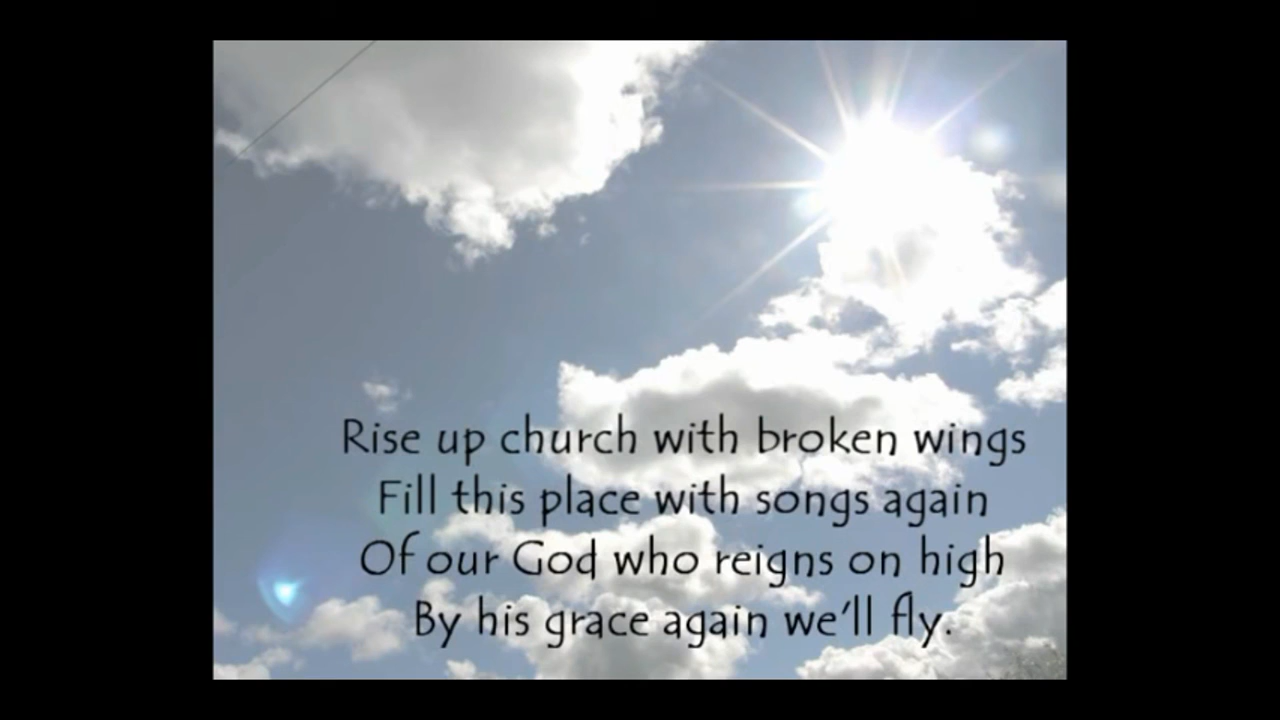 Rise up church with broken wings
Fill this place with songs again
Of our God who reigns on high
By his grace again we'll fly.